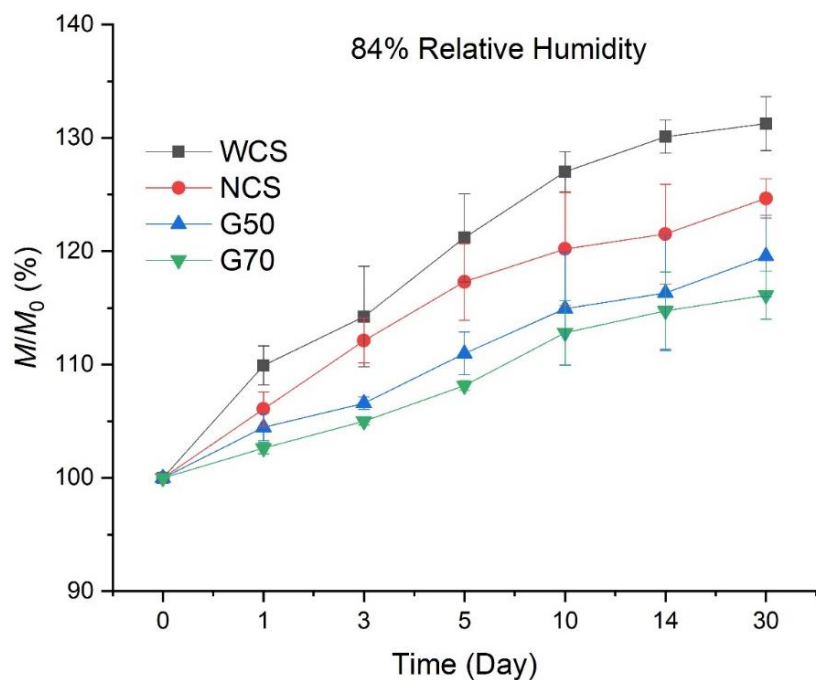 84% Relative Humidity
WCS
NCS
G50
G70
M/M₀ (%)
140
130
120
110
100
90
0 1 3 5 10 14 30
Time (Day)